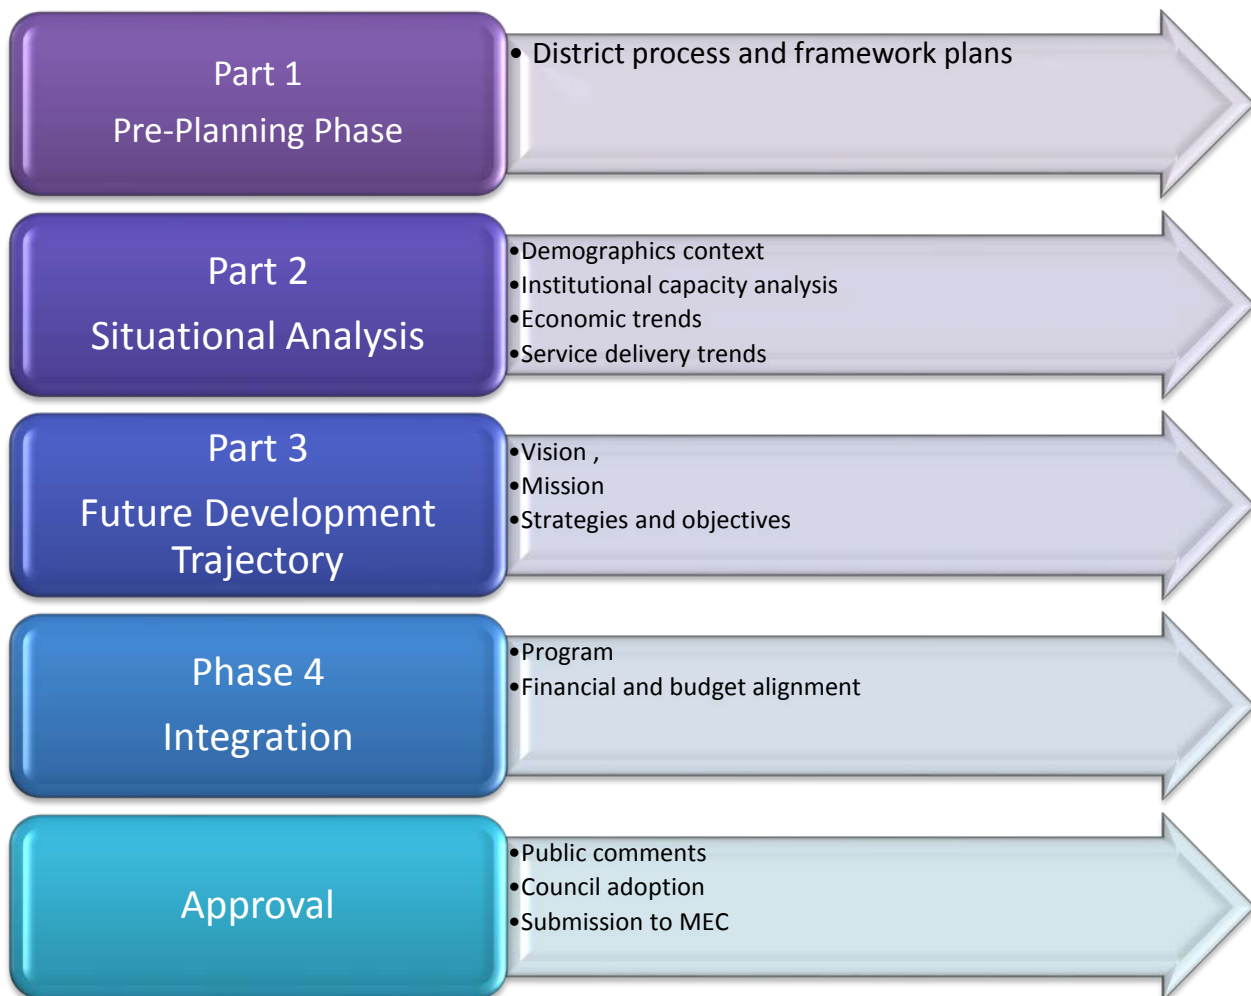 Part 1
Pre-Planning Phase
• District process and framework plans
Part 2
Situational Analysis
•Demographics context
•Institutional capacity analysis
•Economic trends
•Service delivery trends
Part 3
Future Development
Trajectory
•Vision ,
•Mission
•Strategies and objectives
Phase 4
Integration
•Program
•Financial and budget alignment
Approval
•Public comments
•Council adoption
•Submission to MEC